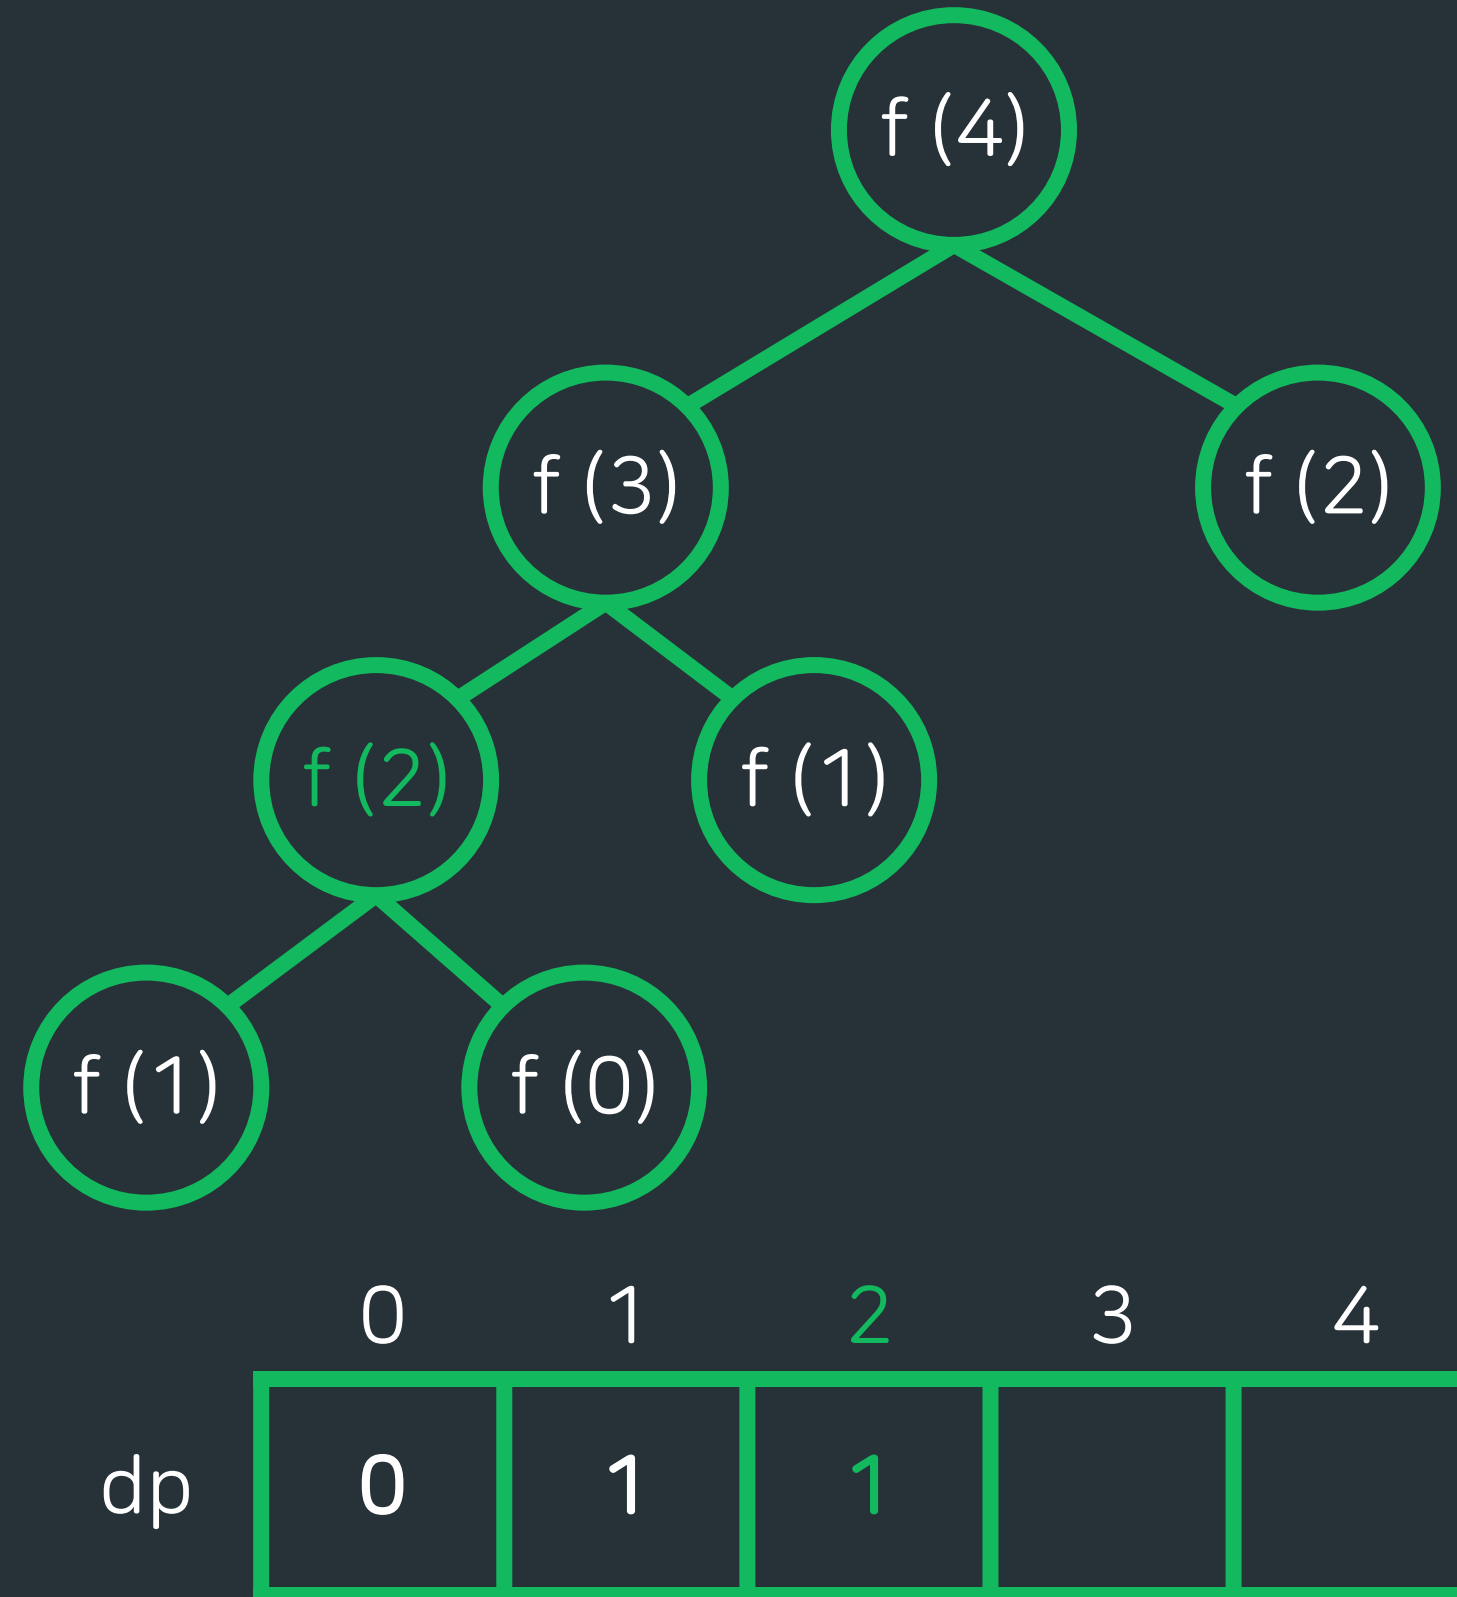 f (4)
f (3) f (2)
f (2) f (1)
f (1) f (0)
0 1 2 3 4
dp 0 1 1